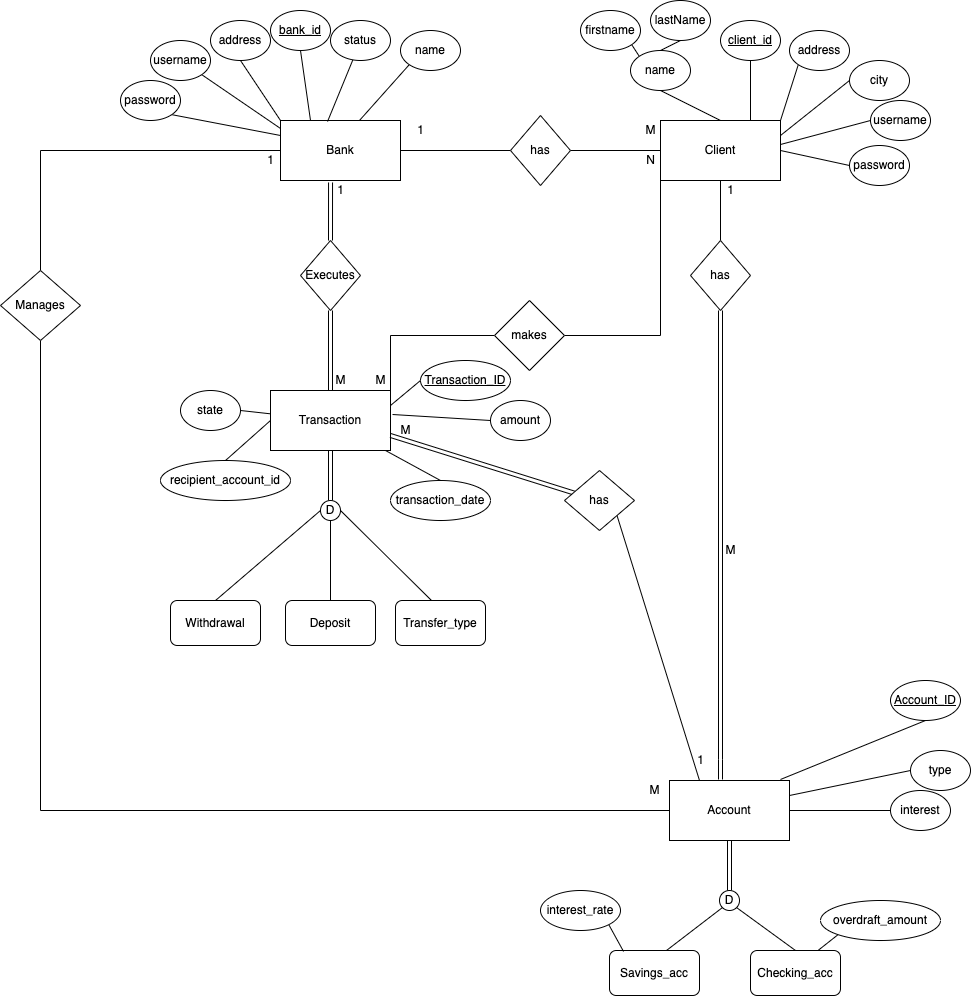 lastName
firstname
bank_id
address
status
client_id
name
address
username
name
city
password
username
1
M
Bank
has
Client
1
N
password
1
1
Executes
has
Manages
makes
M
M
Transaction_ID
state
Transaction
amount
M
recipient_account_id
transaction_date
has
D
M
Withdrawal
Deposit
Transfer_type
Account_ID
1
type
M
Account
interest
D
interest_rate
overdraft_amount
Savings_acc
Checking_acc